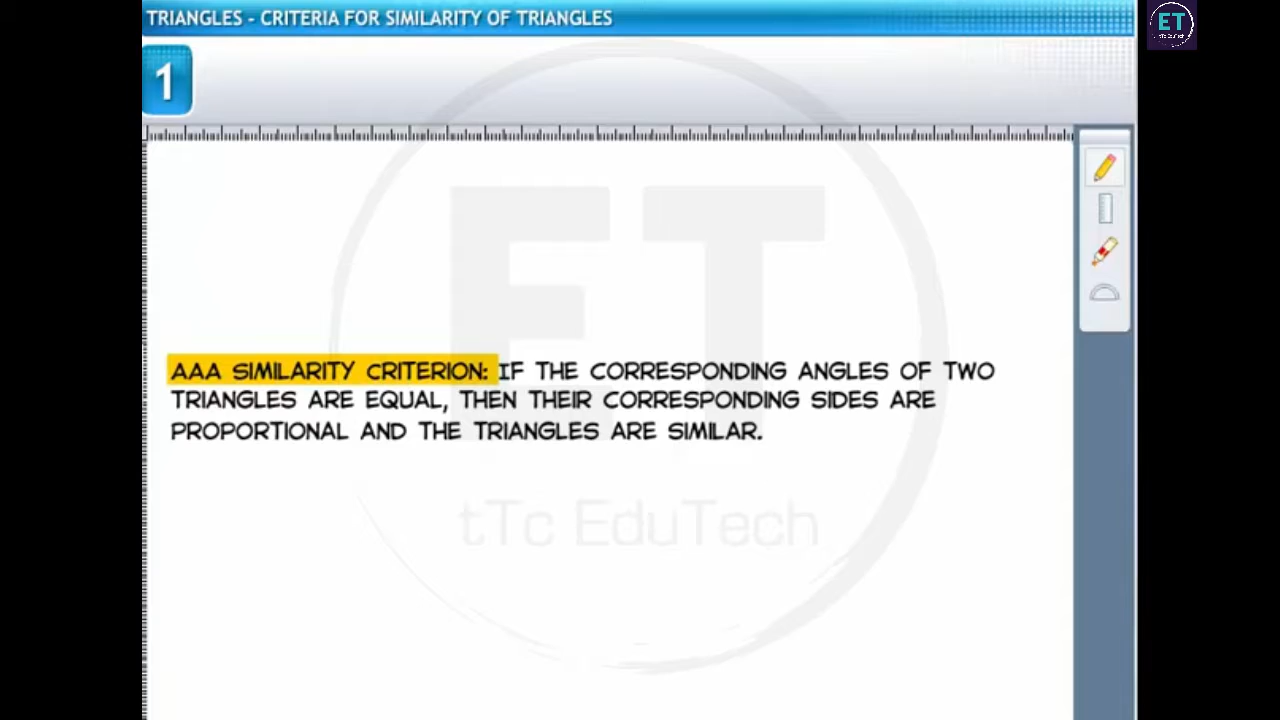 TRIANGLES - CRITERIA FOR SIMILARITY OF TRIANGLES
ET
1
ET
AAA SIMILARITY CRITERION: IF THE CORRESPONDING ANGLES OF TWO
TRIANGLES ARE EQUAL, THEN THEIR CORRESPONDING SIDES ARE
PROPORTIONAL AND THE TRIANGLES ARE SIMILAR.
tTc EduTech